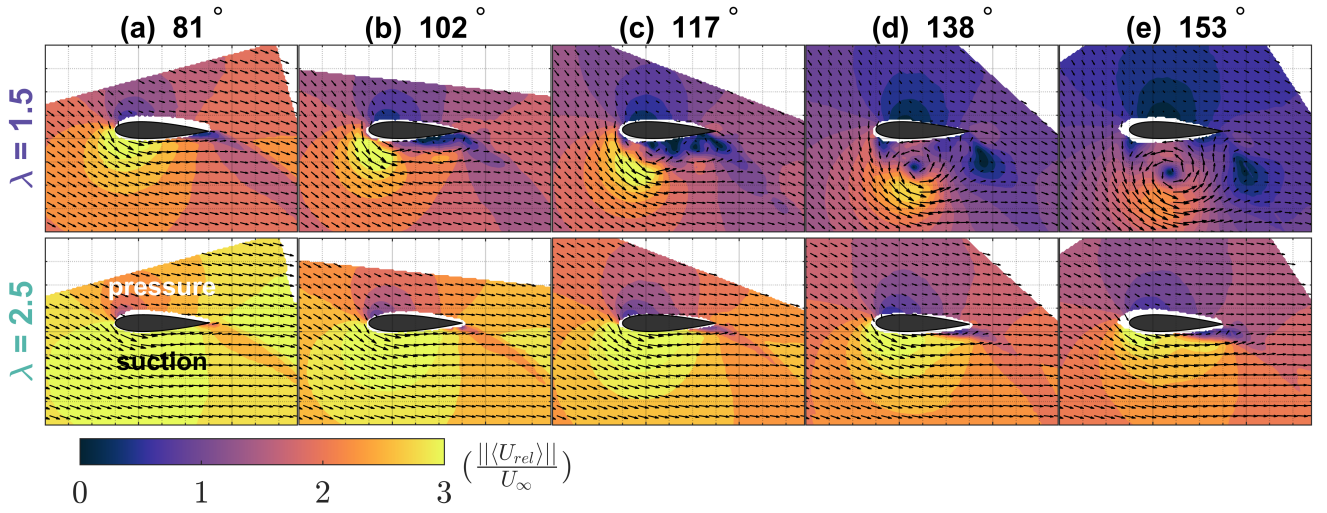 (a) 81 °
(b) 102 °
(c) 117 °
(d) 138 °
(e) 153 °
λ = 1.5
λ = 2.5
pressure
suction
0 1 2 3
(||⟨U_rel⟩||/U_∞)